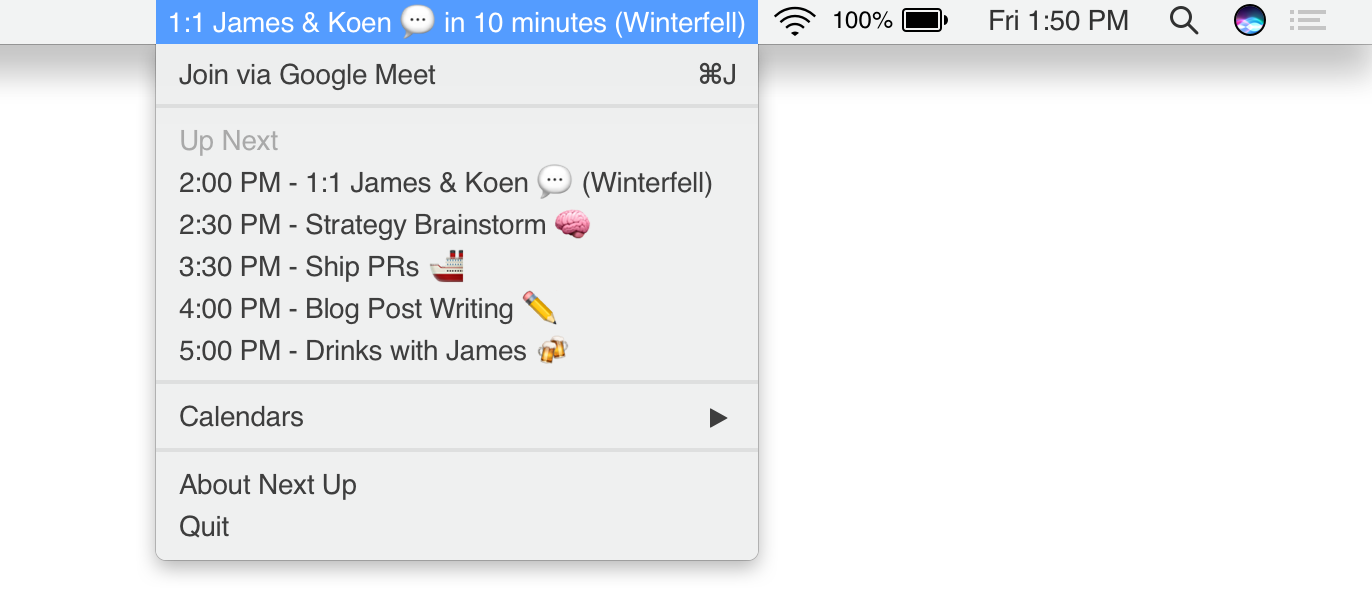 1:1 James & Koen 💬 in 10 minutes (Winterfell) 100% Fri 1:50 PM
Join via Google Meet ⌘J
Up Next
2:00 PM - 1:1 James & Koen 💬 (Winterfell)
2:30 PM - Strategy Brainstorm 🧠
3:30 PM - Ship PRs 🚢
4:00 PM - Blog Post Writing ✏️
5:00 PM - Drinks with James 🍻
Calendars ▶
About Next Up
Quit